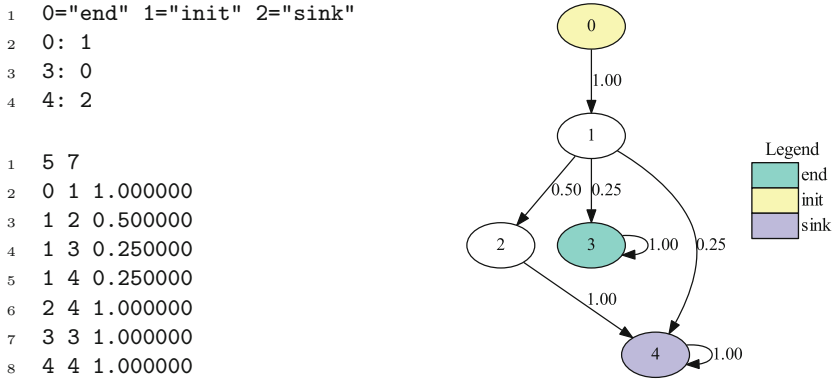 1 0="end" 1="init" 2="sink"
2 0: 1
3 3: 0
4 4: 2
1 5 7
2 0 1 1.000000
3 1 2 0.500000
4 1 3 0.250000
5 1 4 0.250000
6 2 4 1.000000
7 3 3 1.000000
8 4 4 1.000000
0
1.00
1
0.50 0.25
2
3
1.00
0.25
1.00
4
1.00
Legend
end
init
sink